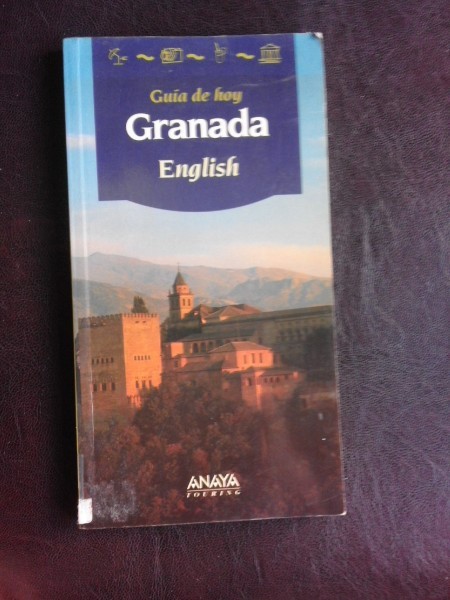 Guía de hoy
Granada
English
ANAYA
TOURING